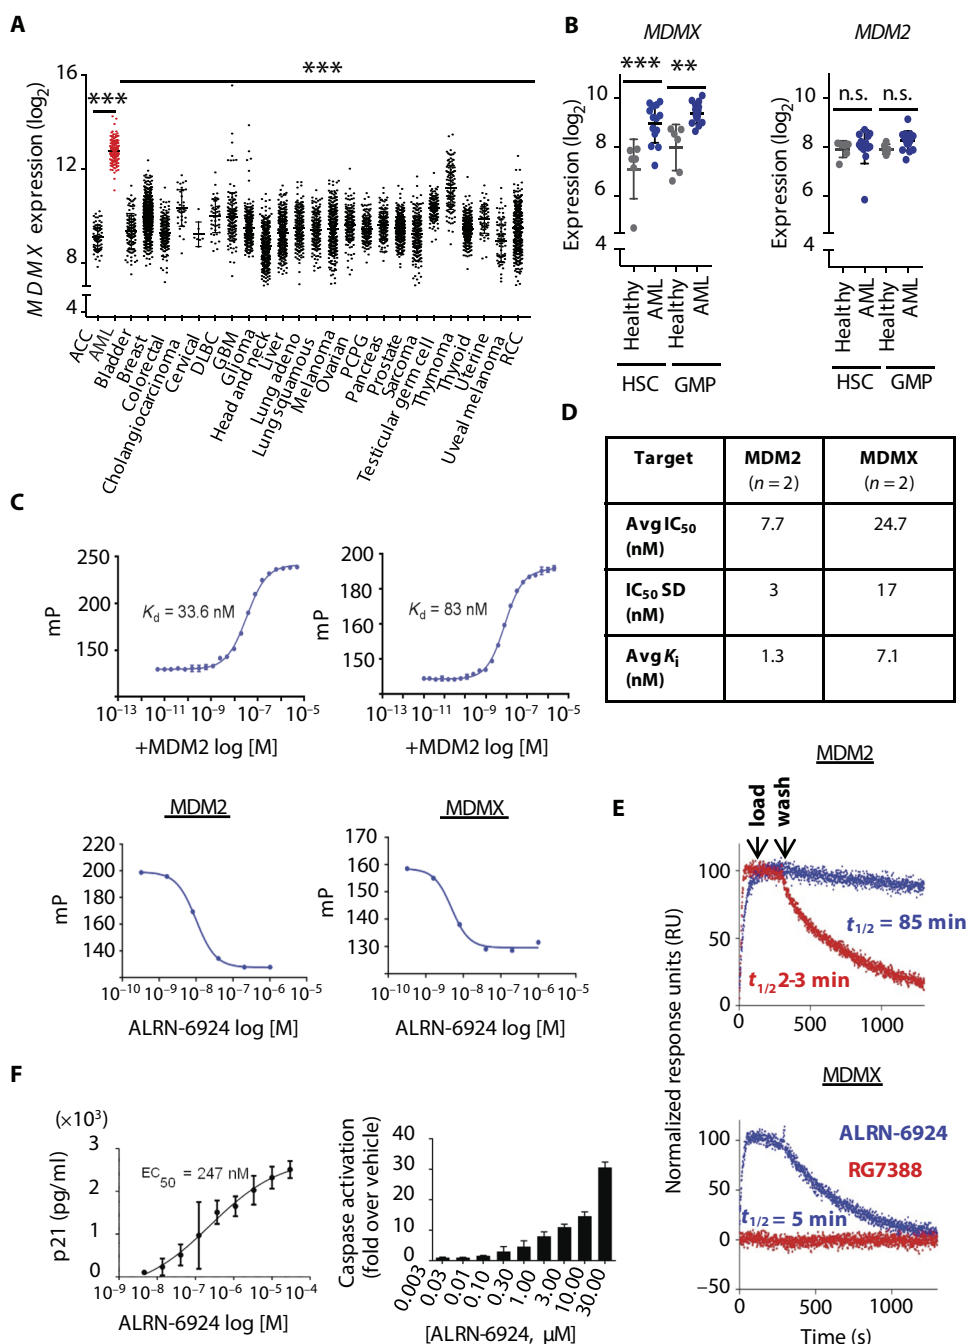 A
MDMX expression (log2)
16
12
8
4
***
***
ACC
AML
Bladder
Breast
Colorectal
Cholangiocarcinoma
Cervical
DLBC
GBM
Glioma
Head and neck
Liver
Lung adeno
Lung squamous
Melanoma
Ovarian
PCPG
Pancreas
Prostate
Sarcoma
Testicular germ cell
Thymoma
Thyroid
Uterine
Uveal melanoma
RCC
B
MDMX
Expression (log2)
10
8
6
4
***
**
Healthy
AML
Healthy
AML
HSC
GMP
MDM2
Expression (log2)
10
8
6
4
n.s.
n.s.
Healthy
AML
Healthy
AML
HSC
GMP
C
mP
250
200
150
Kd = 33.6 nM
10–13 10–11 10–9 10–7 10–5
+MDM2 log [M]
mP
200
180
160
140
Kd = 83 nM
10–13 10–11 10–9 10–7 10–5
+MDM2 log [M]
MDM2
mP
220
200
180
160
140
120
10–10 10–9 10–8 10–7 10–6 10–5
ALRN-6924 log [M]
MDMX
mP
170
160
150
140
130
120
10–10 10–9 10–8 10–7 10–6 10–5
ALRN-6924 log [M]
D
Target MDM2 (n = 2) MDMX (n = 2)
Avg IC50 (nM) 7.7 24.7
IC50 SD (nM) 3 17
Avg Ki (nM) 1.3 7.1
E
MDM2
load
wash
Normalized response units (RU)
100
50
0
t1/2 = 85 min
t1/2 2-3 min
0 500 1000
MDMX
100
50
0
–50
ALRN-6924
RG7388
t1/2 = 5 min
0 500 1000
Time (s)
F
(×103)
p21 (pg/ml)
3
2
1
0
EC50 = 247 nM
10–9 10–8 10–7 10–6 10–5 10–4
ALRN-6924 log [M]
Caspase activation
(fold over vehicle)
40
30
20
10
0
0.003
0.03
0.01
0.10
0.30
1.00
3.00
10.00
30.00
[ALRN-6924, μM]